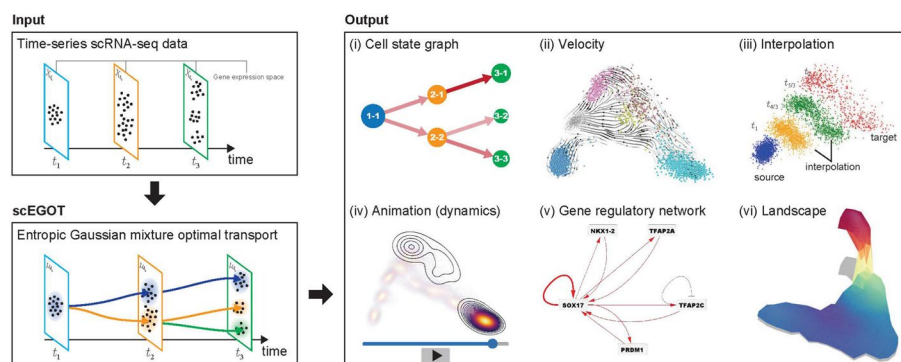 Input
Time-series scRNA-seq data
Gene expression space
t₁
t₂
t₃
time
scEGOT
Entropic Gaussian mixture optimal transport
t₁
t₂
t₃
time
Output
(i) Cell state graph
1-1
2-1
2-2
3-1
3-2
3-3
(ii) Velocity
(iii) Interpolation
t₁
source
interpolation
target
(iv) Animation (dynamics)
(v) Gene regulatory network
NKX1-2
TFAP2A
SOX17
TFAP2C
PRDM1
(vi) Landscape